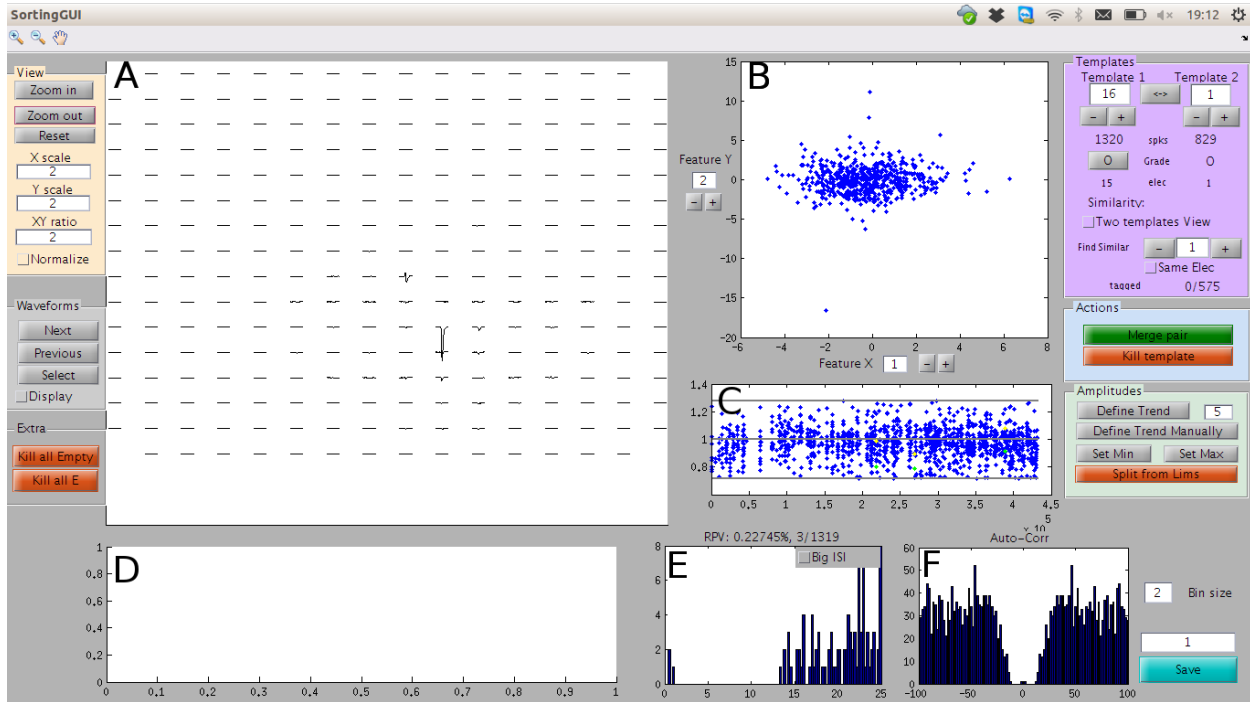 SortingGUI
19:12
View
Zoom in
Zoom out
Reset
X scale
2
Y scale
2
XY ratio
2
Normalize
Waveforms
Next
Previous
Select
Display
Extra
Kill all Empty
Kill all E
A
B
15
10
5
0
-5
-10
-15
-20
-6 -4 -2 0 2 4 6 8
Feature Y
2
- +
Feature X 1 - +
C
1.4
1.2
1
0.8
0 0.5 1 1.5 2 2.5 3 3.5 4 4.5
5
x 10
Templates
Template 1 Template 2
16 <-> 1
- + - +
1320 spks 829
O Grade O
15 elec 1
Similarity:
Two templates View
Find Similar - 1 +
Same Elec
tagged 0/575
Actions
Merge pair
Kill template
Amplitudes
Define Trend 5
Define Trend Manually
Set Min Set Max
Split from Lims
D
1
0.8
0.6
0.4
0.2
0
0 0.1 0.2 0.3 0.4 0.5 0.6 0.7 0.8 0.9 1
RPV: 0.22745%, 3/1319
E
Big ISI
8
6
4
2
0
0 5 10 15 20 25
Auto-Corr
F
60
50
40
30
20
10
0
-100 -50 0 50 100
2 Bin size
1
Save